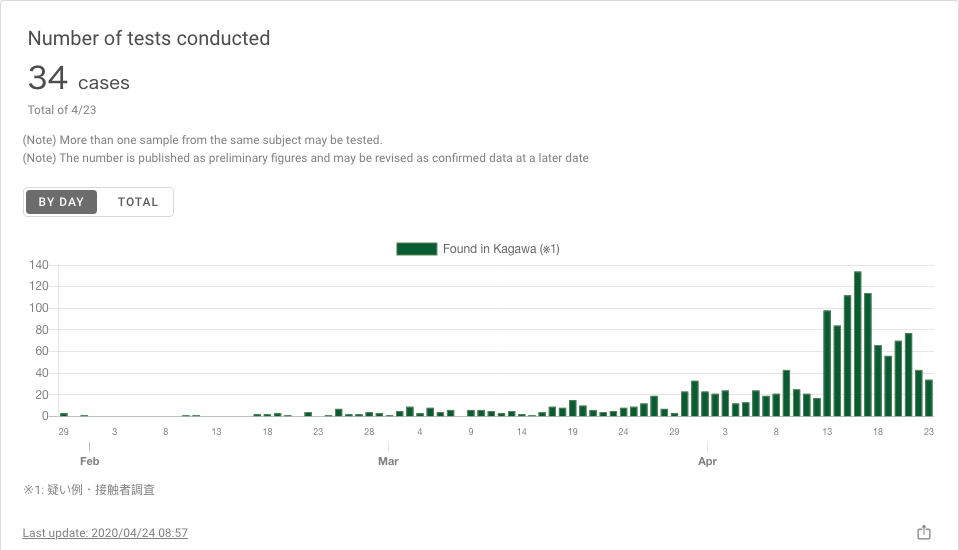 Number of tests conducted
34 cases
Total of 4/23
(Note) More than one sample from the same subject may be tested.
(Note) The number is published as preliminary figures and may be revised as confirmed data at a later date
BY DAY TOTAL
Found in Kagawa (※1)
140
120
100
80
60
40
20
0
29 3 8 13 18 23 28 4 9 14 19 24 29 3 8 13 18 23
Feb Mar Apr
※1: 疑い例・接触者調査
Last update: 2020/04/24 08:57